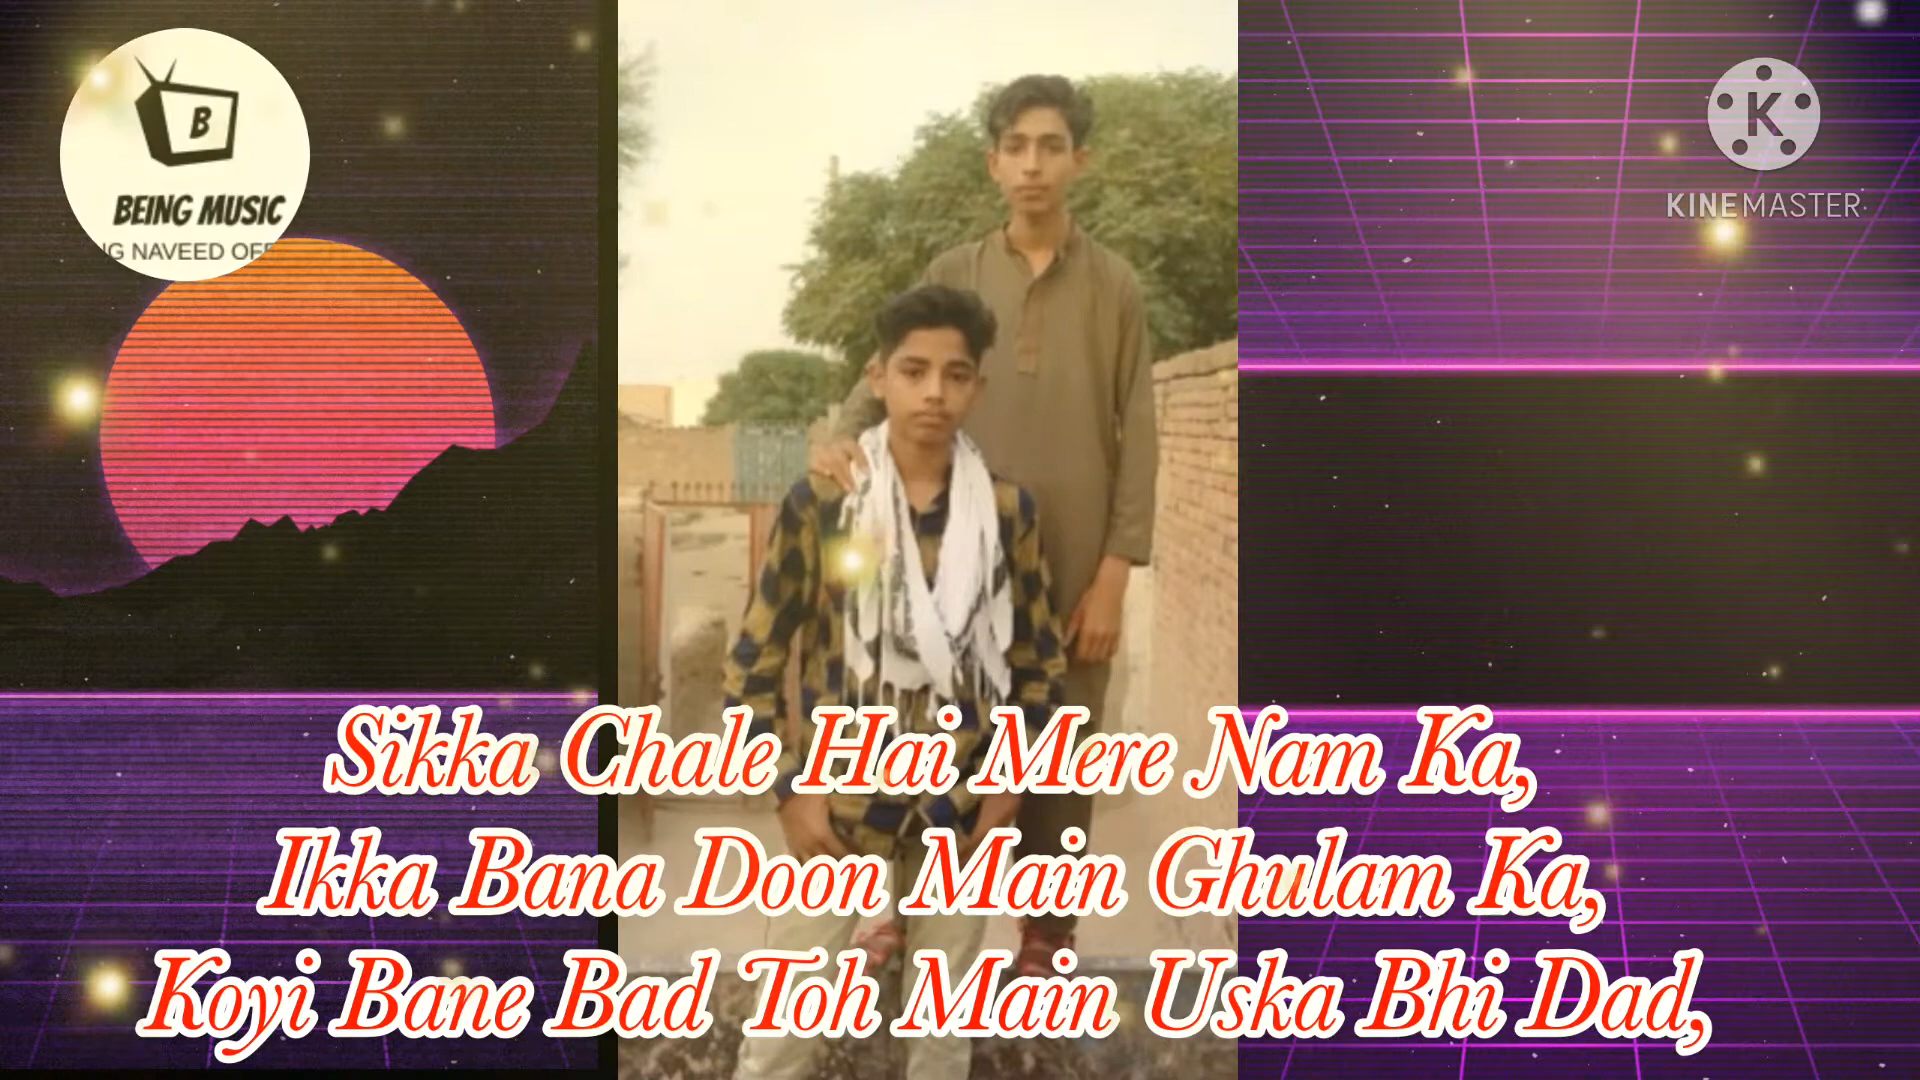 B
BEING MUSIC
G NAVEED OF
K
KINEMASTER
Sikka Chale Hai Mere Nam Ka,
Ikka Bana Doon Main Ghulam Ka,
Koyi Bane Bad Toh Main Uska Bhi Dad,